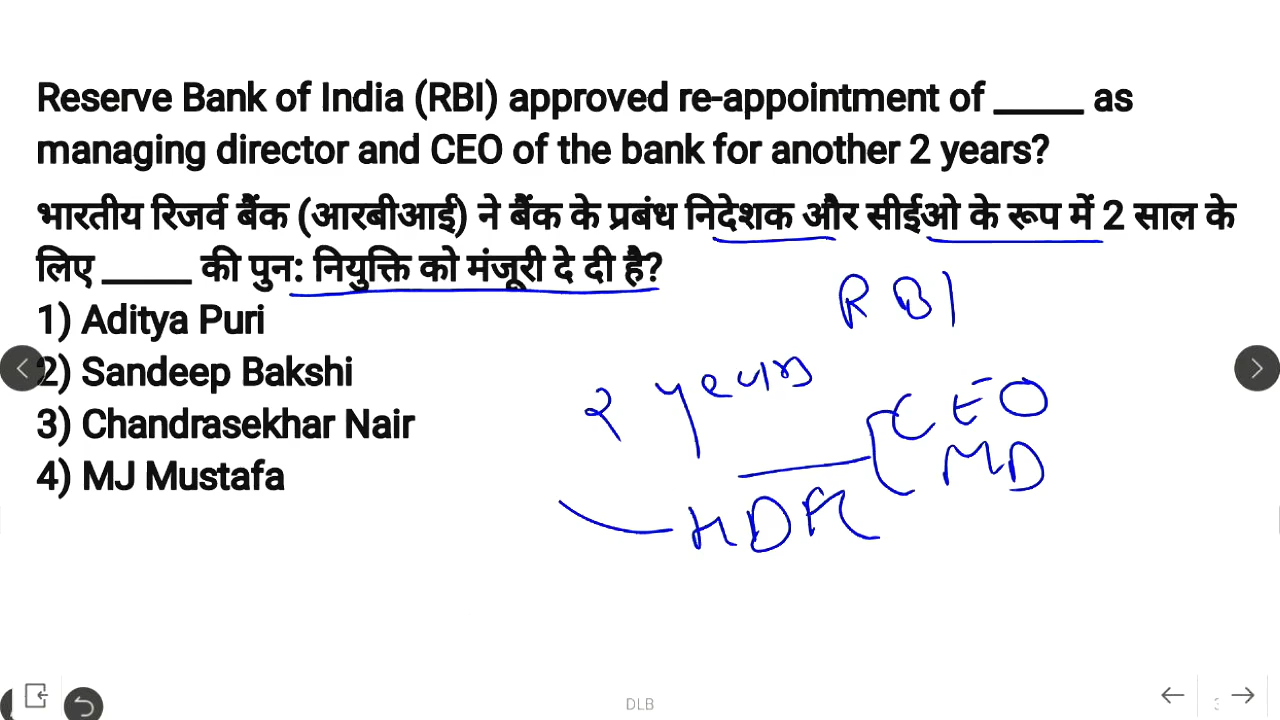 Reserve Bank of India (RBI) approved re-appointment of _____ as
managing director and CEO of the bank for another 2 years?
भारतीय रिजर्व बैंक (आरबीआई) ने बैंक के प्रबंध निदेशक और सीईओ के रूप में 2 साल के
लिए _____ की पुन: नियुक्ति को मंजूरी दे दी है?
1) Aditya Puri
2) Sandeep Bakshi
3) Chandrasekhar Nair
4) MJ Mustafa
RBI
2 years
CEO
MD
DLB